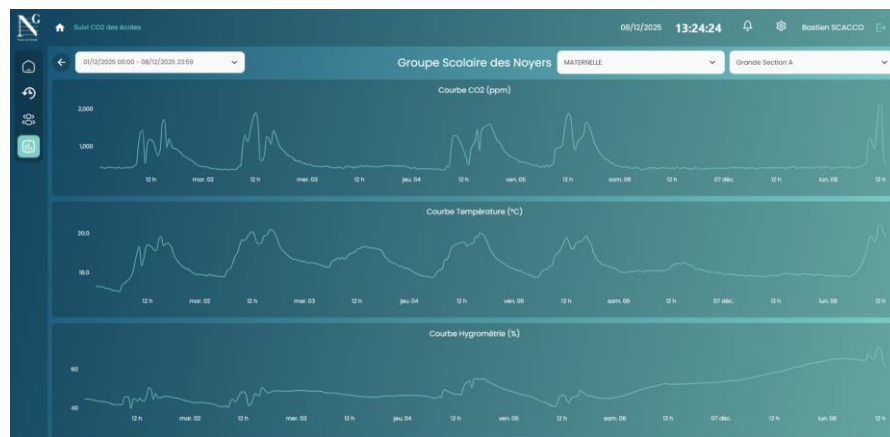 NG
Suivi CO2 des écoles
08/12/2025 13:24:24 Bastien SCACCO
01/12/2025 00:00 - 08/12/2025 23:59 Groupe Scolaire des Noyers MATERNELLE Grande Section A
Courbe CO2 (ppm)
2,000
1,000
12 h mar. 02 12 h mer. 03 12 h jeu. 04 12 h ven. 05 12 h sam. 06 12 h 07 déc. 12 h lun. 08 12 h
Courbe Température (°C)
20.0
18.0
12 h mar. 02 12 h mer. 03 12 h jeu. 04 12 h ven. 05 12 h sam. 06 12 h 07 déc. 12 h lun. 08 12 h
Courbe Hygrométrie (%)
60
40
12 h mar. 02 12 h mer. 03 12 h jeu. 04 12 h ven. 05 12 h sam. 06 12 h 07 déc. 12 h lun. 08 12 h